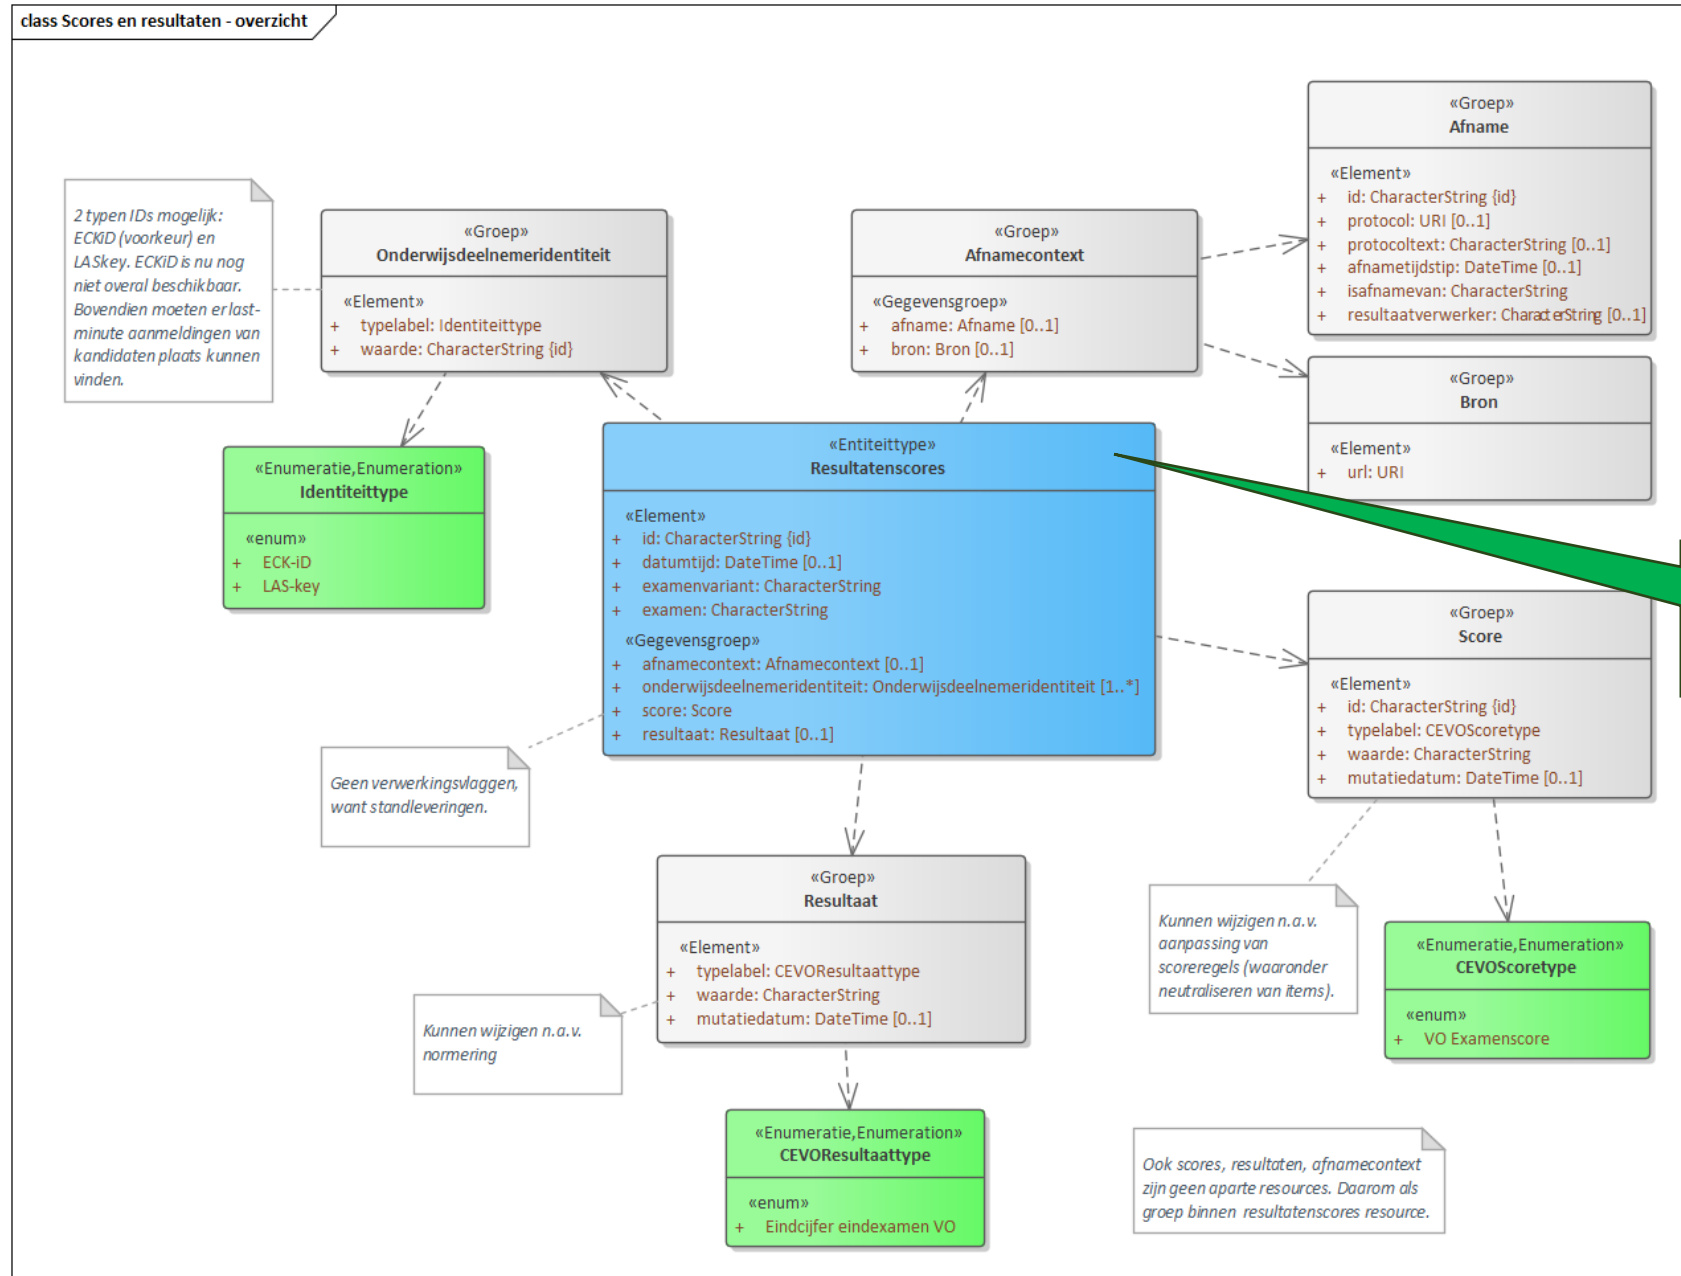 class Scores en resultaten - overzicht
«Groep»
Afname
«Element»
+ id: CharacterString {id}
+ protocol: URI [0..1]
+ protocoltext: CharacterString [0..1]
+ afnametijdstip: DateTime [0..1]
+ isafnamevan: CharacterString
+ resultaatverwerker: CharacterString [0..1]
2 typen IDs mogelijk:
ECKiD (voorkeur) en
LASkey. ECKiD is nu nog
niet overal beschikbaar.
Bovendien moeten er last-
minute aanmeldingen van
kandidaten plaats kunnen
vinden.
«Groep»
Onderwijsdeelnemeridentiteit
«Element»
+ typelabel: Identiteittype
+ waarde: CharacterString {id}
«Groep»
Afnamecontext
«Gegevensgroep»
+ afname: Afname [0..1]
+ bron: Bron [0..1]
«Groep»
Bron
«Element»
+ url: URI
«Enumeratie,Enumeration»
Identiteittype
«enum»
+ ECK-iD
+ LAS-key
«Entiteittype»
Resultatenscores
«Element»
+ id: CharacterString {id}
+ datumtijd: DateTime [0..1]
+ examenvariant: CharacterString
+ examen: CharacterString
«Gegevensgroep»
+ afnamecontext: Afnamecontext [0..1]
+ onderwijsdeelnemeridentiteit: Onderwijsdeelnemeridentiteit [1..*]
+ score: Score
+ resultaat: Resultaat [0..1]
«Groep»
Score
«Element»
+ id: CharacterString {id}
+ typelabel: CEVOScoretype
+ waarde: CharacterString
+ mutatiedatum: DateTime [0..1]
Geen verwerkingsvlaggen,
want standleveringen.
«Groep»
Resultaat
«Element»
+ typelabel: CEVOResultaattype
+ waarde: CharacterString
+ mutatiedatum: DateTime [0..1]
Kunnen wijzigen n.a.v.
aanpassing van
scoreregels (waaronder
neutraliseren van items).
«Enumeratie,Enumeration»
CEVOScoretype
«enum»
+ VO Examenscore
Kunnen wijzigen n.a.v.
normering
«Enumeratie,Enumeration»
CEVOResultaattype
«enum»
+ Eindcijfer eindexamen VO
Ook scores, resultaten, afnamecontext
zijn geen aparte resources. Daarom als
groep binnen resultatenscores resource.